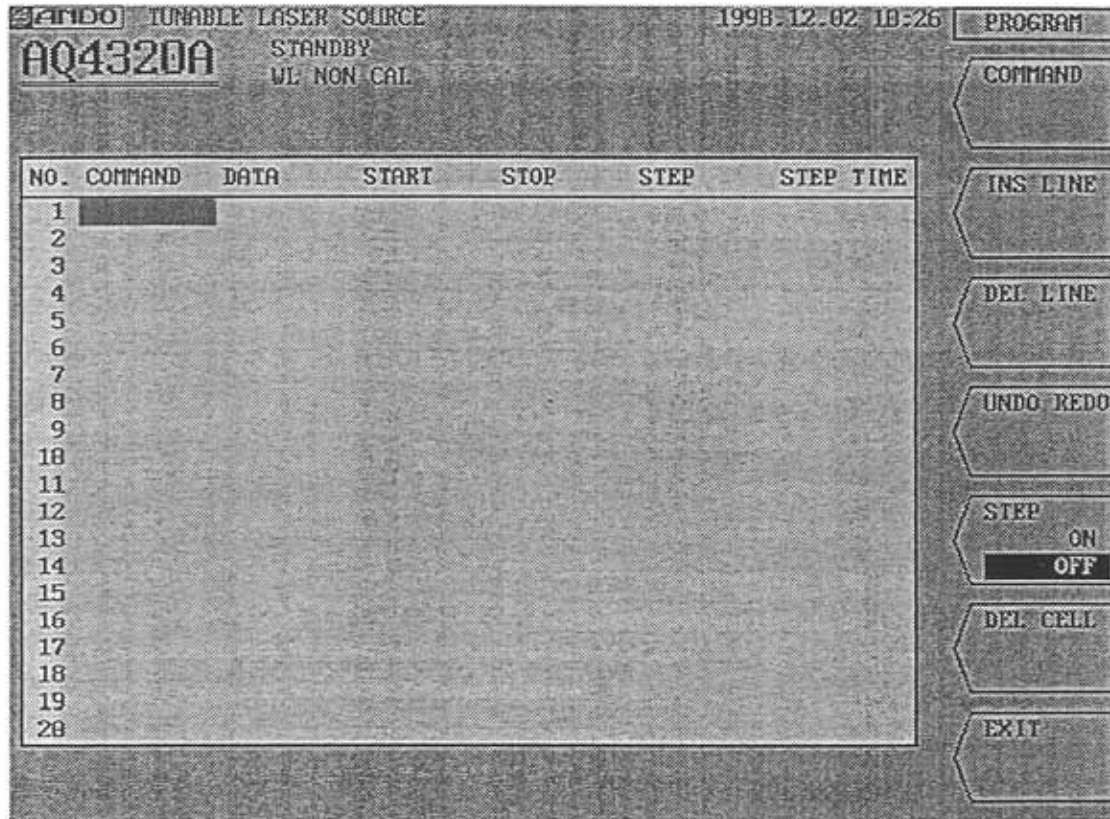 ANDO TUNABLE LASER SOURCE 1998.12.02 10:26
AQ4320A
STANDBY
WL NON CAL
NO. COMMAND DATA START STOP STEP STEP TIME
1
2
3
4
5
6
7
8
9
10
11
12
13
14
15
16
17
18
19
20
PROGRAM
COMMAND
INS LINE
DEL LINE
UNDO REDO
STEP
ON
OFF
DEL CELL
EXIT